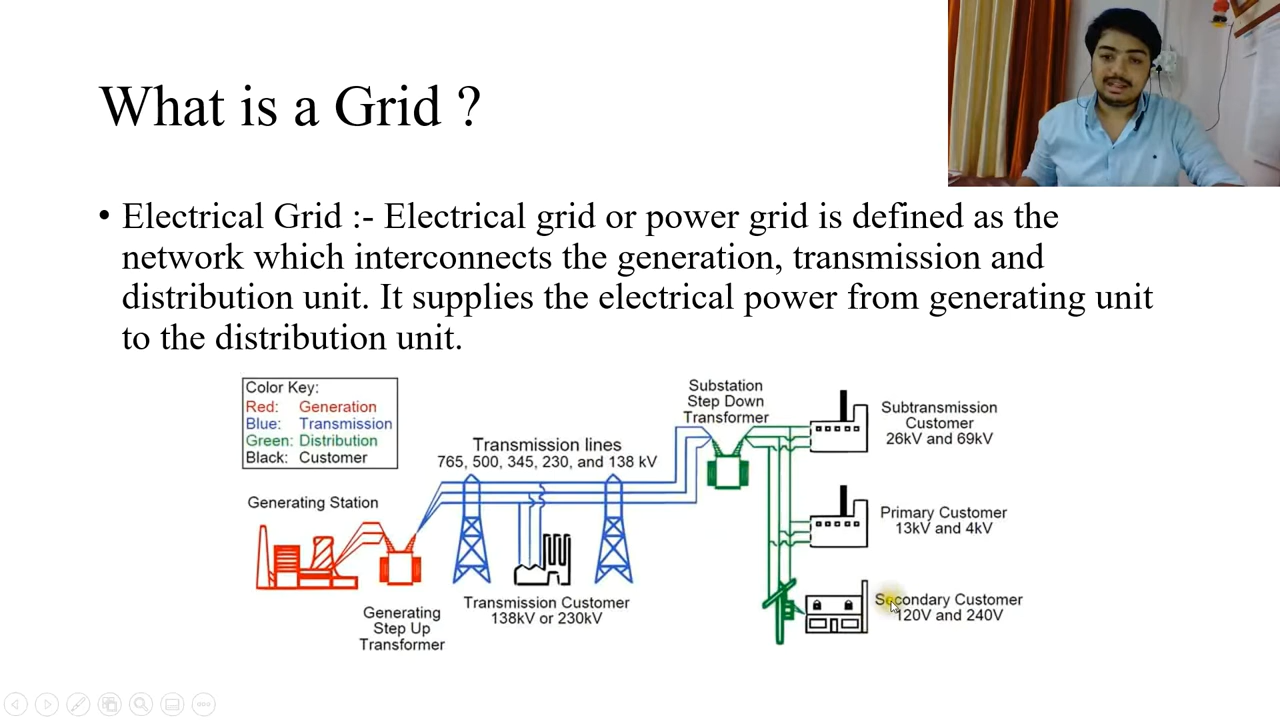 What is a Grid ?
• Electrical Grid :- Electrical grid or power grid is defined as the
network which interconnects the generation, transmission and
distribution unit. It supplies the electrical power from generating unit
to the distribution unit.
Color Key:
Red: Generation
Blue: Transmission
Green: Distribution
Black: Customer
Generating Station
Generating
Step Up
Transformer
Transmission lines
765, 500, 345, 230, and 138 kV
Transmission Customer
138kV or 230kV
Substation
Step Down
Transformer
Subtransmission
Customer
26kV and 69kV
Primary Customer
13kV and 4kV
Secondary Customer
120V and 240V